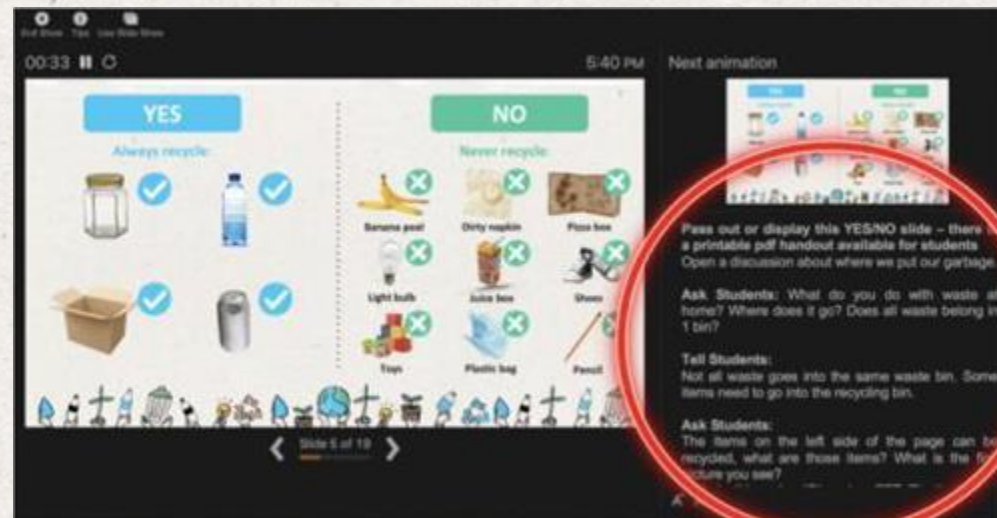 End Show Tips Use Slide Show
00:33
5:40 PM
Next animation
YES
NO
Always recycle:
Never recycle:
Banana peel
Dirty napkin
Pizza box
Light bulb
Juice box
Shoes
Toys
Plastic bag
Pencil
Slide 5 of 19
YES
NO
Pass out or display this YES/NO slide – there
a printable pdf handout available for students
Open a discussion about where we put our garbage.
Ask Students: What do you do with waste at
home? Where does it go? Does all waste belong in
1 bin?
Tell Students:
Not all waste goes into the same waste bin. Some
items need to go into the recycling bin.
Ask Students:
The items on the left side of the page can be
recycled, what are those items? What is the
picture you see?